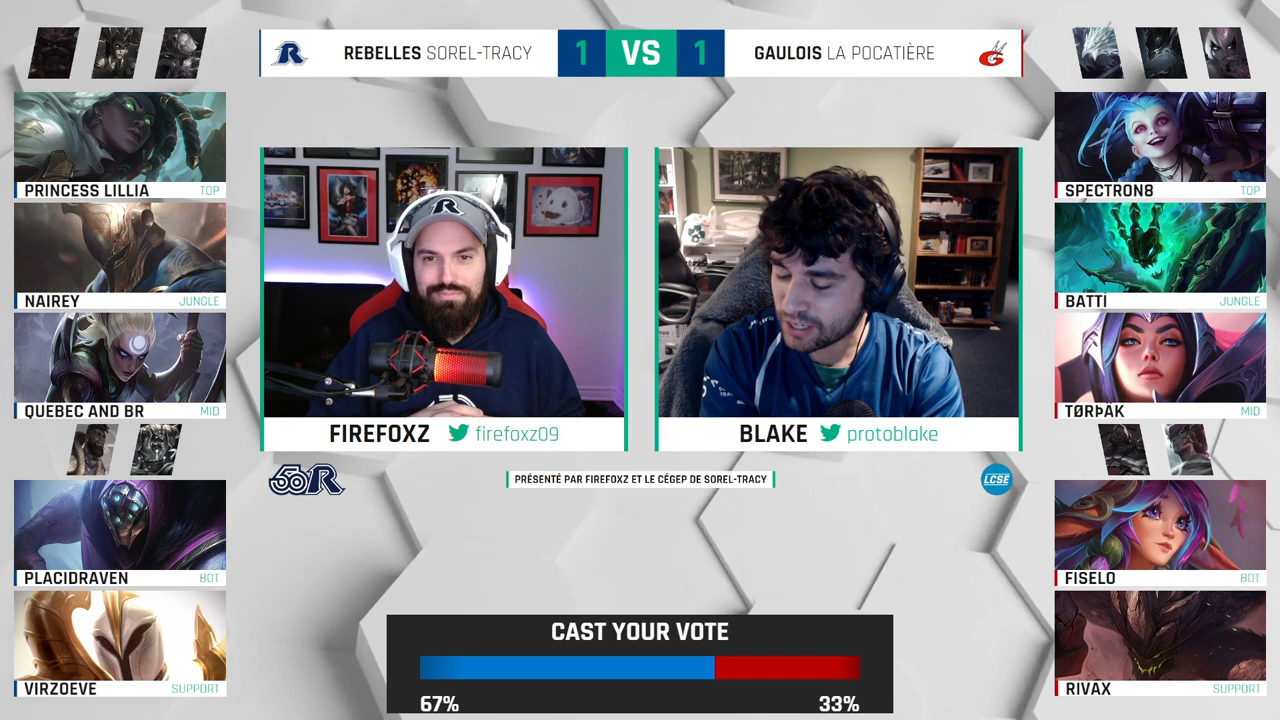 REBELLES SOREL-TRACY 1 VS 1 GAULOIS LA POCATIÈRE
PRINCESS LILLIA TOP
NAIREY JUNGLE
QUEBEC AND BR MID
PLACIDRAVEN BOT
VIRZOEVE SUPPORT
FIREFOXZ firefoxz09
BLAKE protoblake
50R
PRÉSENTÉ PAR FIREFOXZ ET LE CÉGEP DE SOREL-TRACY
LCSE
SPECTRON8 TOP
BATTİ JUNGLE
TØRÞAK MID
FISELO BOT
RIVAX SUPPORT
CAST YOUR VOTE
67% 33%